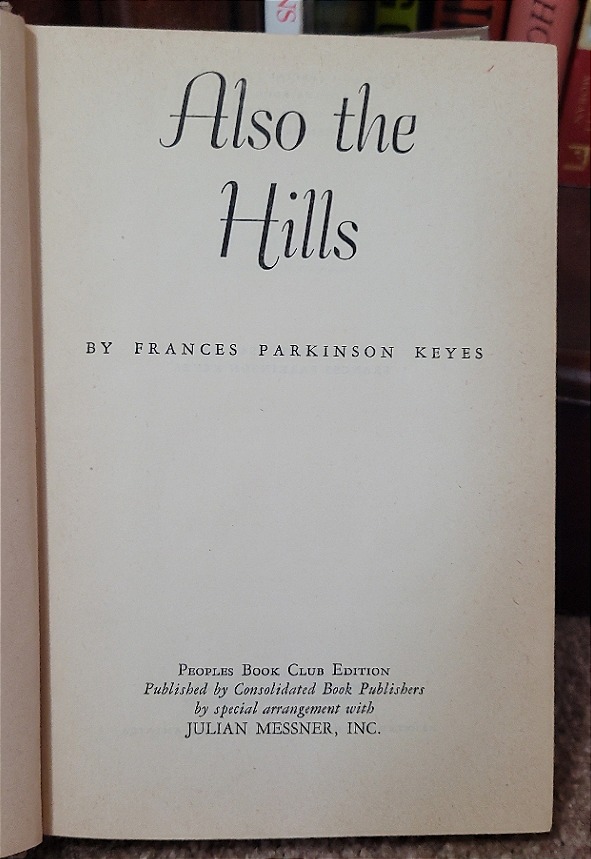 Also the
Hills
BY FRANCES PARKINSON KEYES
PEOPLES BOOK CLUB EDITION
Published by Consolidated Book Publishers
by special arrangement with
JULIAN MESSNER, INC.